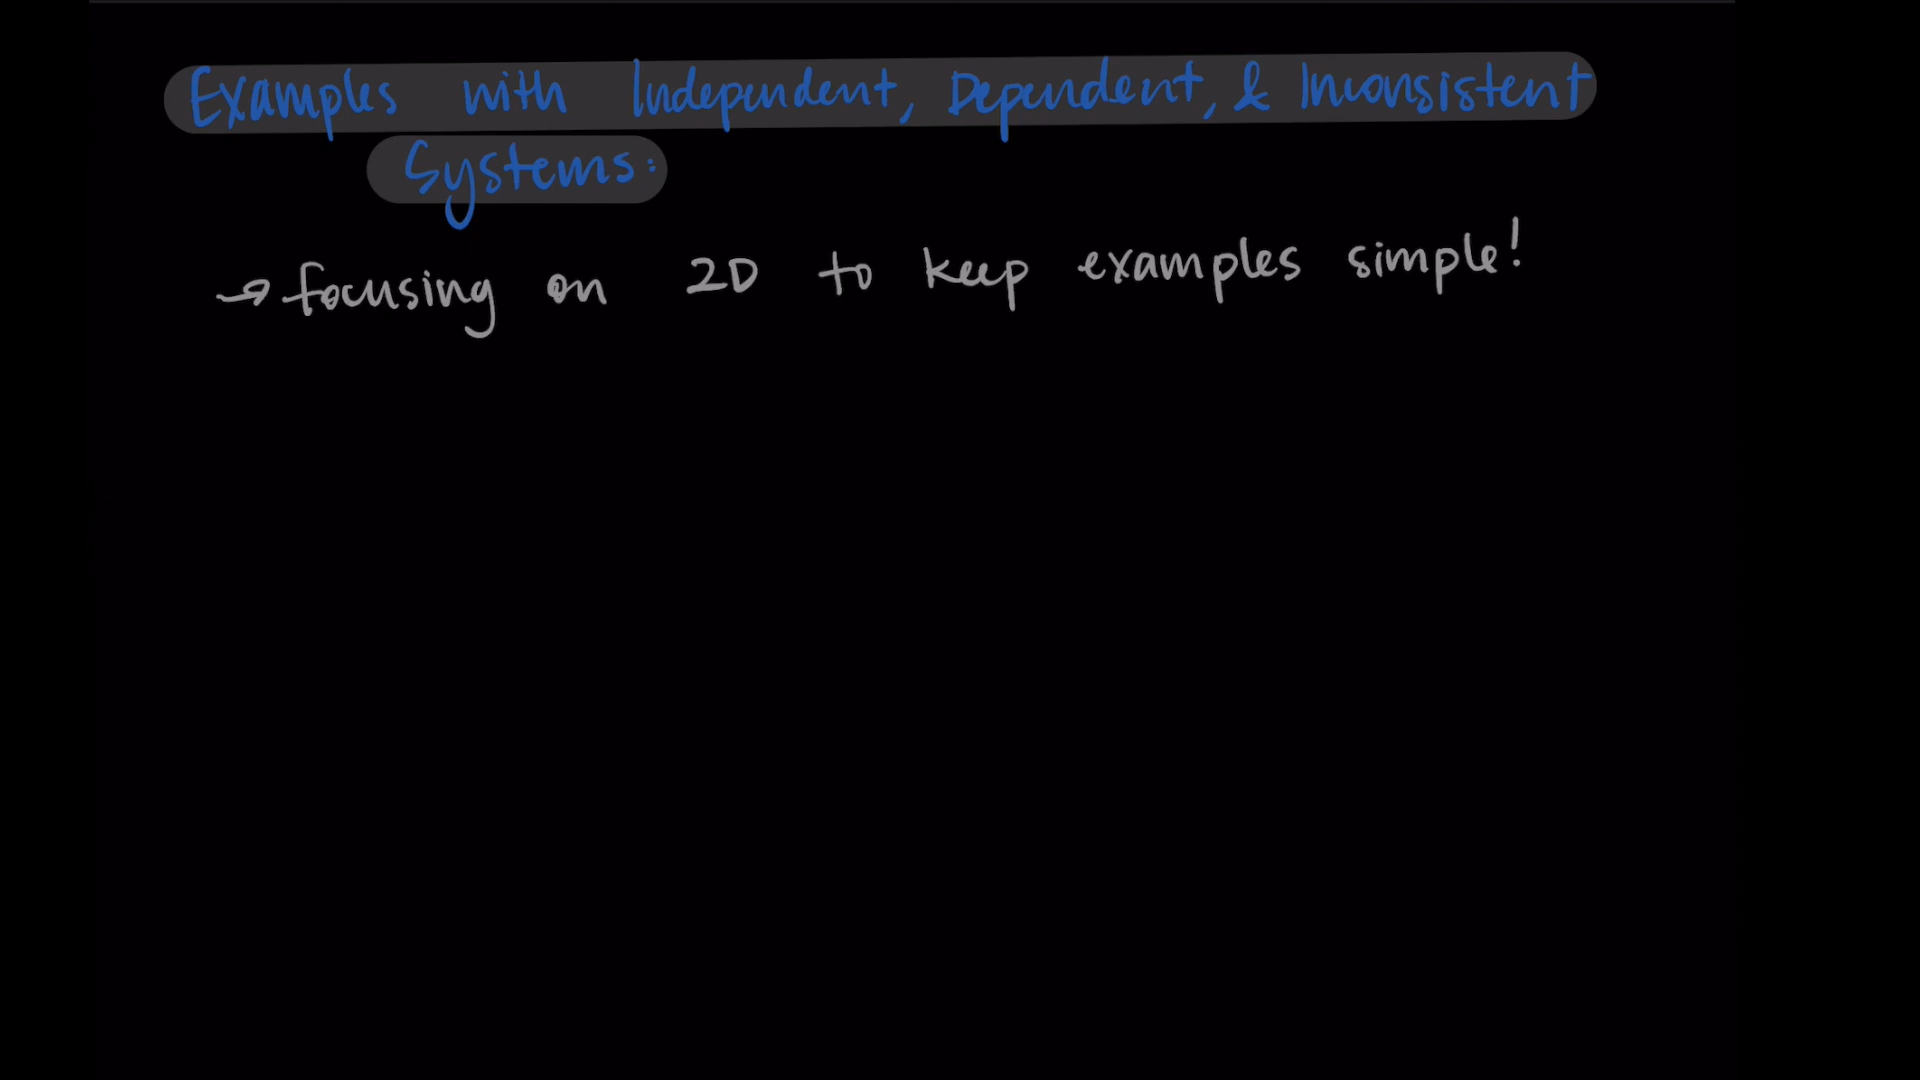 Examples with Independent, Dependent, & Inconsistent
Systems:
→ focusing on 2D to keep examples simple!